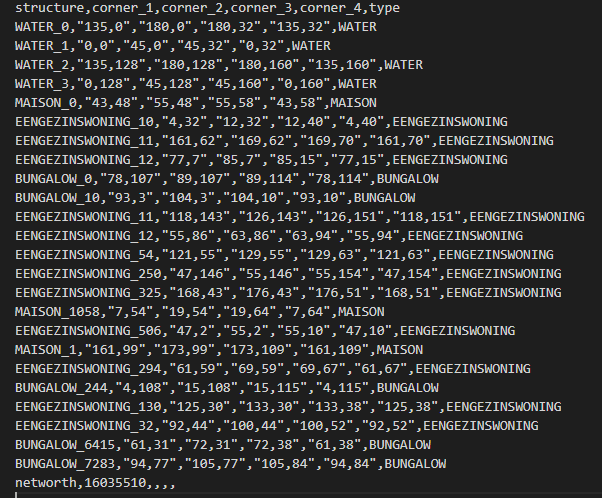 structure,corner_1,corner_2,corner_3,corner_4,type
WATER_0,"135,0","180,0","180,32","135,32",WATER
WATER_1,"0,0","45,0","45,32","0,32",WATER
WATER_2,"135,128","180,128","180,160","135,160",WATER
WATER_3,"0,128","45,128","45,160","0,160",WATER
MAISON_0,"43,48","55,48","55,58","43,58",MAISON
EENGEZINSWONING_10,"4,32","12,32","12,40","4,40",EENGEZINSWONING
EENGEZINSWONING_11,"161,62","169,62","169,70","161,70",EENGEZINSWONING
EENGEZINSWONING_12,"77,7","85,7","85,15","77,15",EENGEZINSWONING
BUNGALOW_0,"78,107","89,107","89,114","78,114",BUNGALOW
BUNGALOW_10,"93,3","104,3","104,10","93,10",BUNGALOW
EENGEZINSWONING_11,"118,143","126,143","126,151","118,151",EENGEZINSWONING
EENGEZINSWONING_12,"55,86","63,86","63,94","55,94",EENGEZINSWONING
EENGEZINSWONING_54,"121,55","129,55","129,63","121,63",EENGEZINSWONING
EENGEZINSWONING_250,"47,146","55,146","55,154","47,154",EENGEZINSWONING
EENGEZINSWONING_325,"168,43","176,43","176,51","168,51",EENGEZINSWONING
MAISON_1058,"7,54","19,54","19,64","7,64",MAISON
EENGEZINSWONING_506,"47,2","55,2","55,10","47,10",EENGEZINSWONING
MAISON_1,"161,99","173,99","173,109","161,109",MAISON
EENGEZINSWONING_294,"61,59","69,59","69,67","61,67",EENGEZINSWONING
BUNGALOW_244,"4,108","15,108","15,115","4,115",BUNGALOW
EENGEZINSWONING_130,"125,30","133,30","133,38","125,38",EENGEZINSWONING
EENGEZINSWONING_32,"92,44","100,44","100,52","92,52",EENGEZINSWONING
BUNGALOW_6415,"61,31","72,31","72,38","61,38",BUNGALOW
BUNGALOW_7283,"94,77","105,77","105,84","94,84",BUNGALOW
networth,16035510,,,,